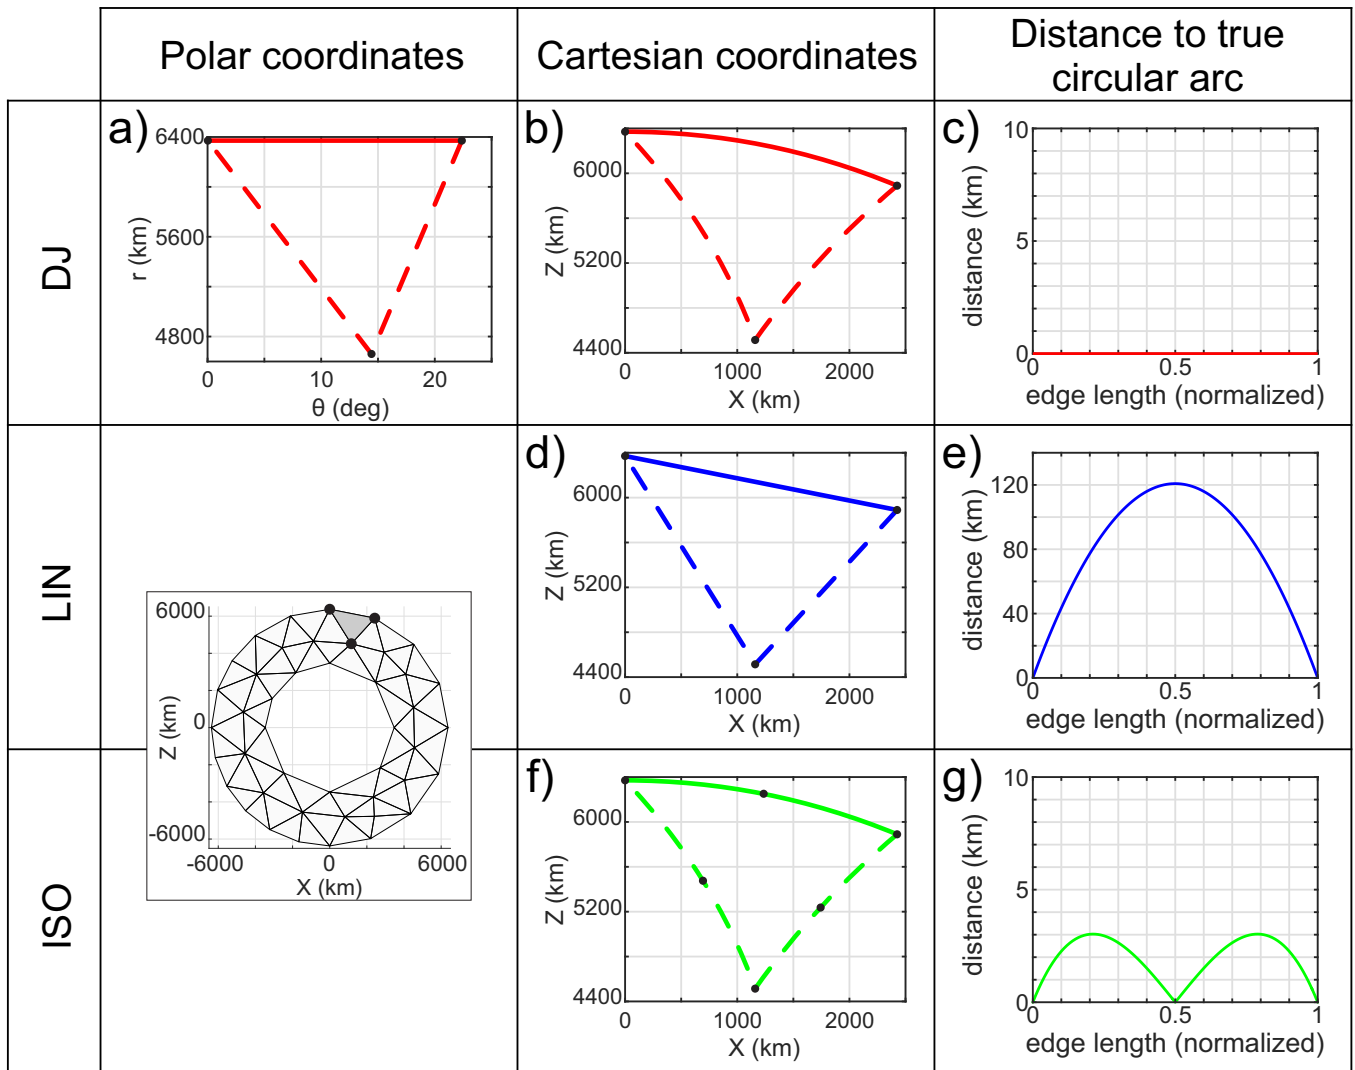 Polar coordinates
Cartesian coordinates
Distance to true
circular arc
DJ
a)
6400
5600
4800
r (km)
0 10 20
θ (deg)
b)
6000
5200
4400
Z (km)
0 1000 2000
X (km)
c)
10
5
0
distance (km)
0 0.5 1
edge length (normalized)
LIN
6000
0
-6000
Z (km)
-6000 0 6000
X (km)
d)
6000
5200
4400
Z (km)
0 1000 2000
X (km)
e)
120
80
40
0
distance (km)
0 0.5 1
edge length (normalized)
ISO
f)
6000
5200
4400
Z (km)
0 1000 2000
X (km)
g)
10
5
0
distance (km)
0 0.5 1
edge length (normalized)